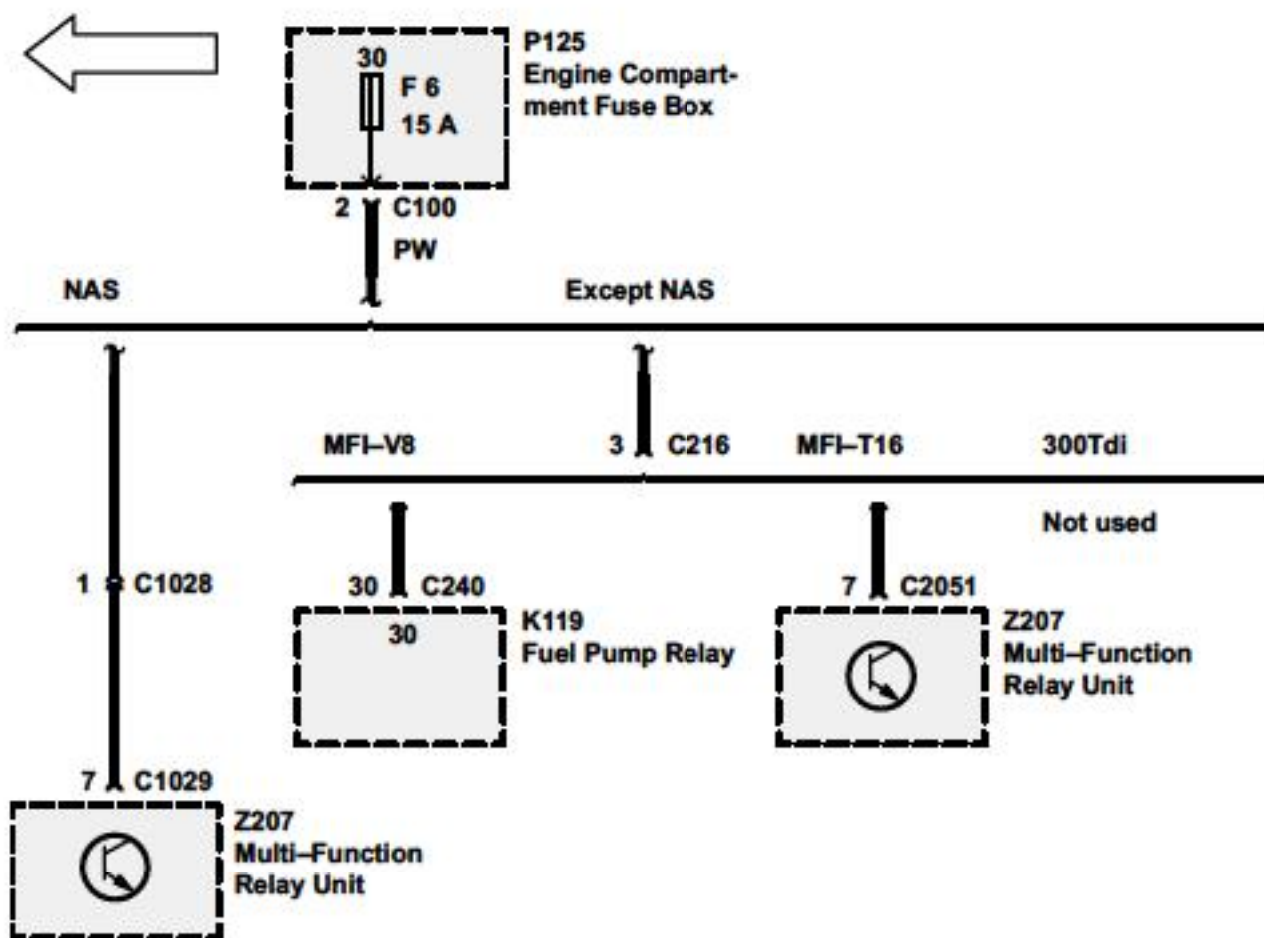 30
F 6
15 A
P125
Engine Compart-
ment Fuse Box
2 C100
PW
NAS
Except NAS
MFI–V8
3 C216
MFI–T16
300Tdi
Not used
1 C1028
30 C240
7 C2051
30
K119
Fuel Pump Relay
Z207
Multi–Function
Relay Unit
7 C1029
Z207
Multi–Function
Relay Unit